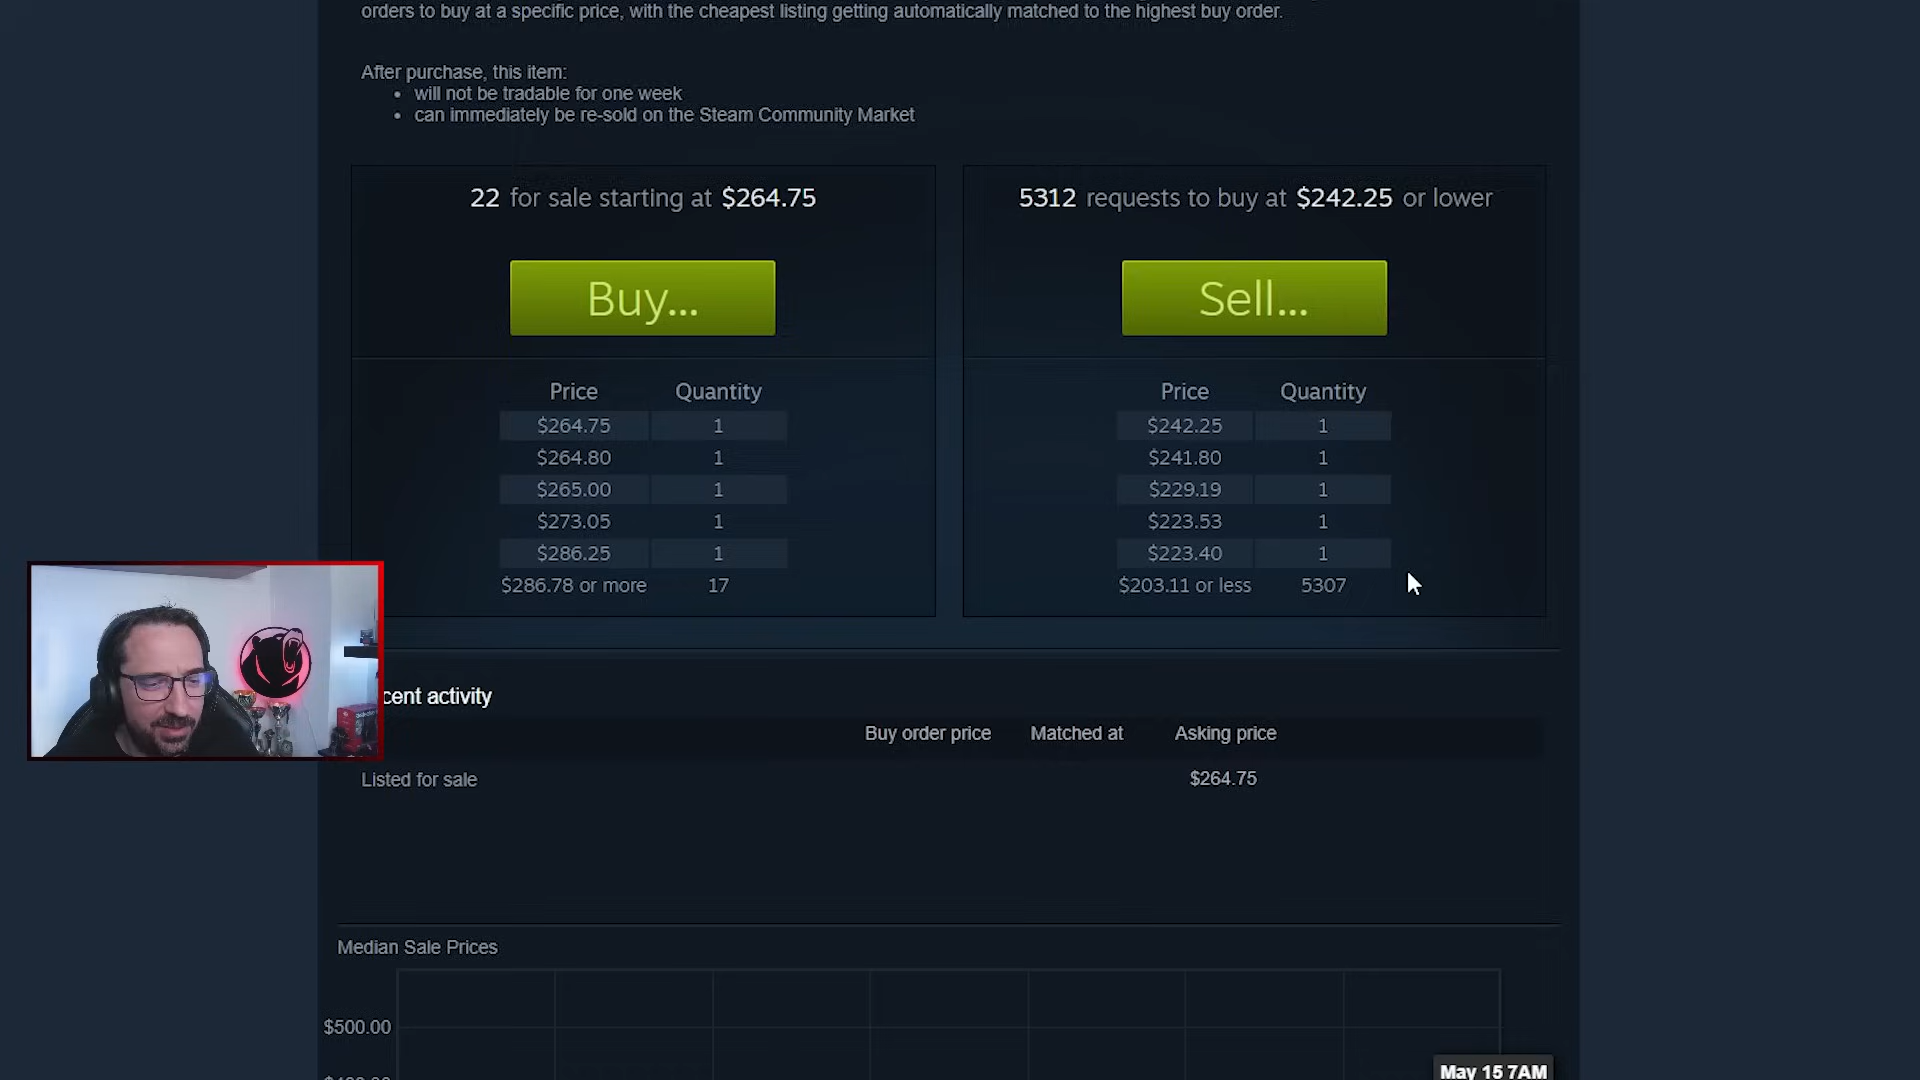 orders to buy at a specific price, with the cheapest listing getting automatically matched to the highest buy order.
After purchase, this item:
• will not be tradable for one week
• can immediately be re-sold on the Steam Community Market
22 for sale starting at $264.75
Buy...
Price Quantity
$264.75 1
$264.80 1
$265.00 1
$273.05 1
$286.25 1
$286.78 or more 17
5312 requests to buy at $242.25 or lower
Sell...
Price Quantity
$242.25 1
$241.80 1
$229.19 1
$223.53 1
$223.40 1
$203.11 or less 5307
cent activity
Buy order price Matched at Asking price
Listed for sale $264.75
Median Sale Prices
$500.00
May 15 7AM